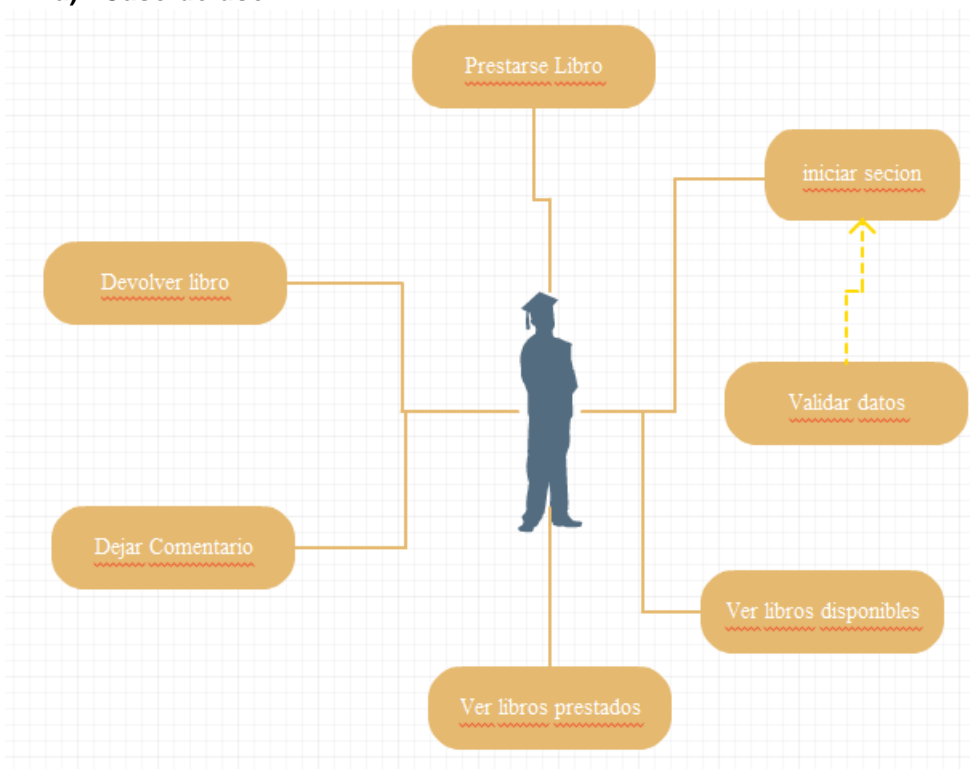 Prestarse Libro
iniciar secion
Devolver libro
Validar datos
Dejar Comentario
Ver libros disponibles
Ver libros prestados